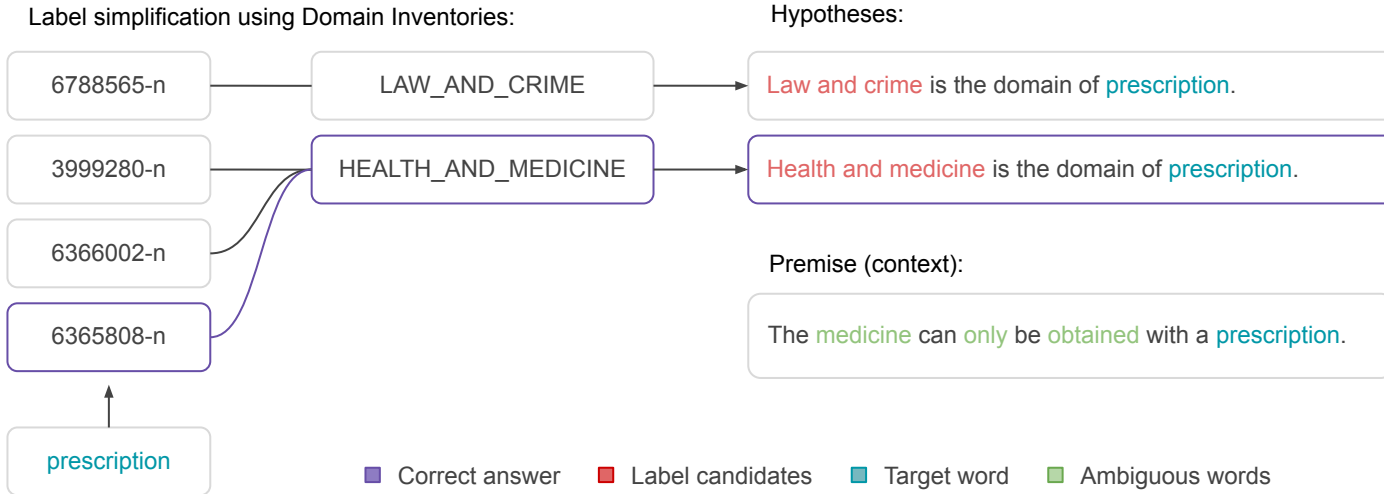 Label simplification using Domain Inventories:
Hypotheses:
6788565-n
LAW_AND_CRIME
Law and crime is the domain of prescription.
3999280-n
HEALTH_AND_MEDICINE
Health and medicine is the domain of prescription.
6366002-n
Premise (context):
6365808-n
The medicine can only be obtained with a prescription.
prescription
Correct answer
Label candidates
Target word
Ambiguous words